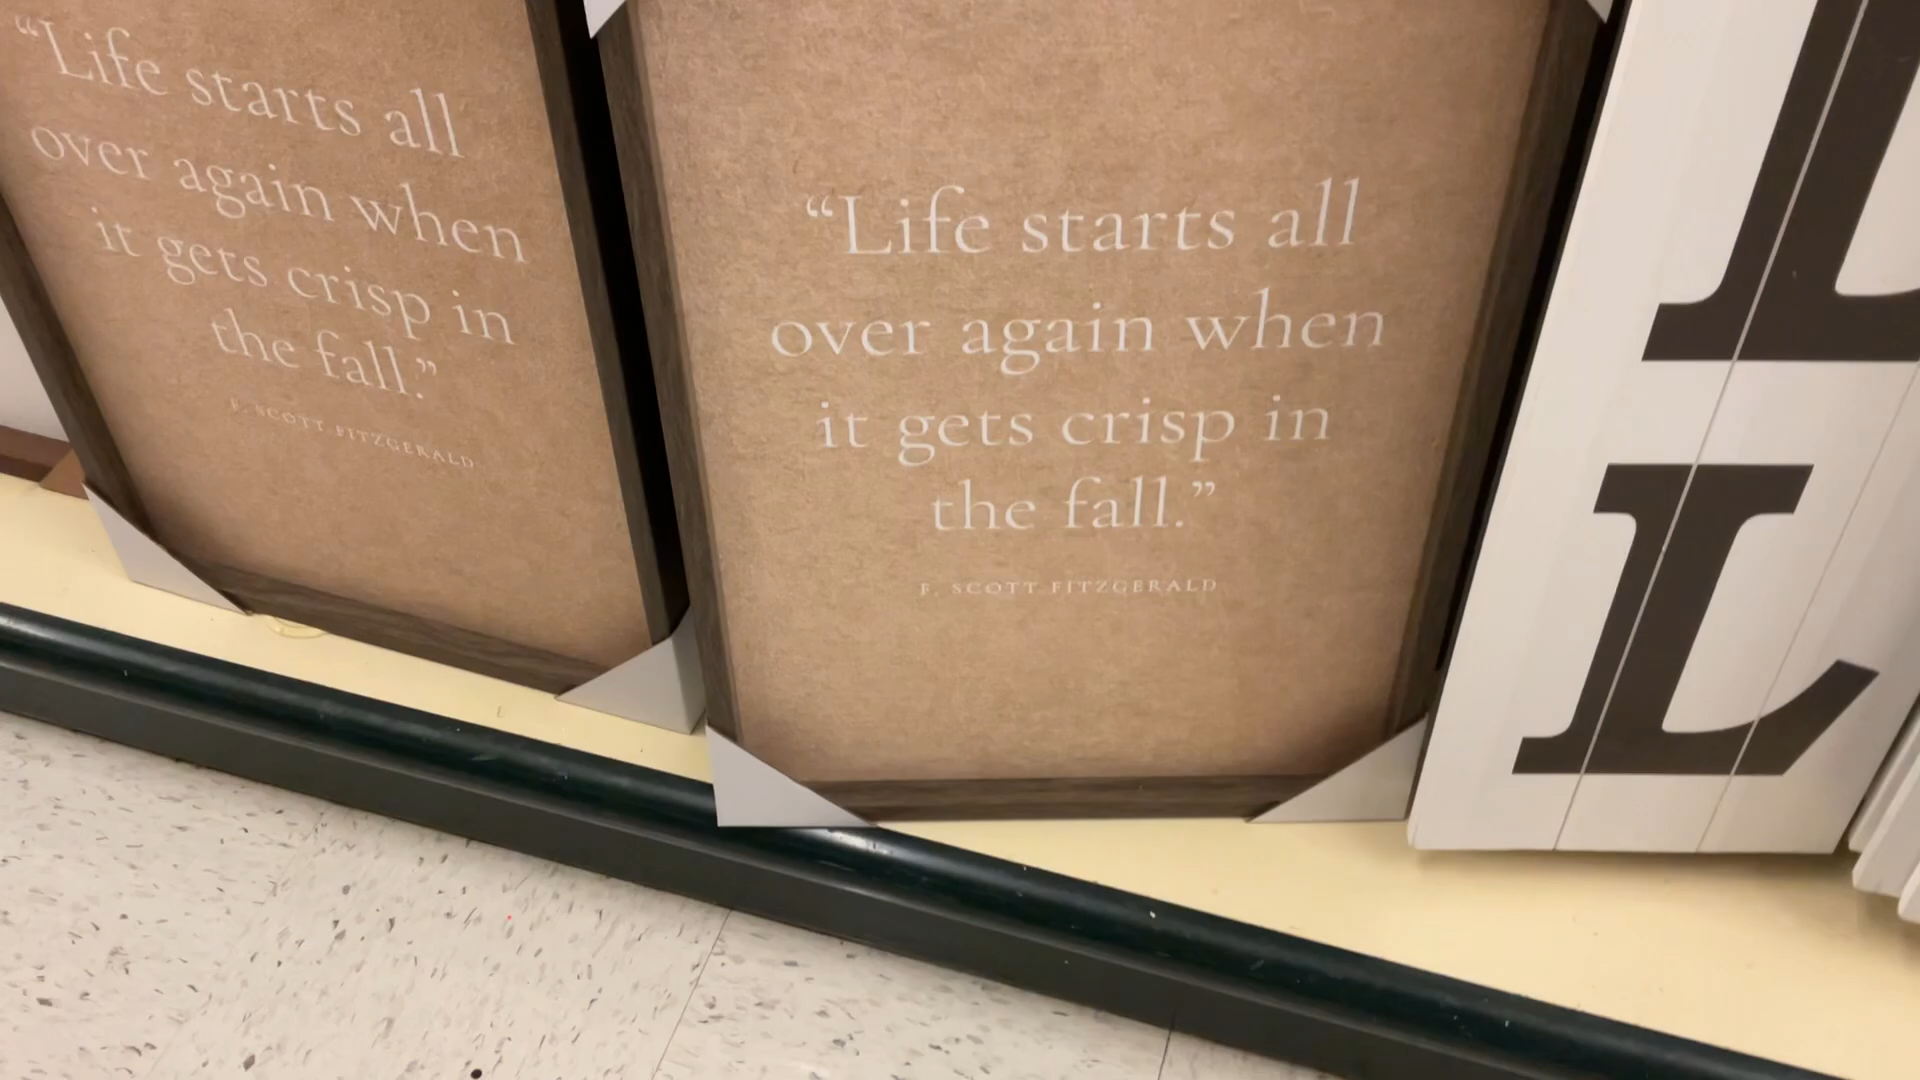 “Life starts all
over again when
it gets crisp in
the fall.”
F. SCOTT FITZGERALD
“Life starts all
over again when
it gets crisp in
the fall.”
F. SCOTT FITZGERALD
L
L